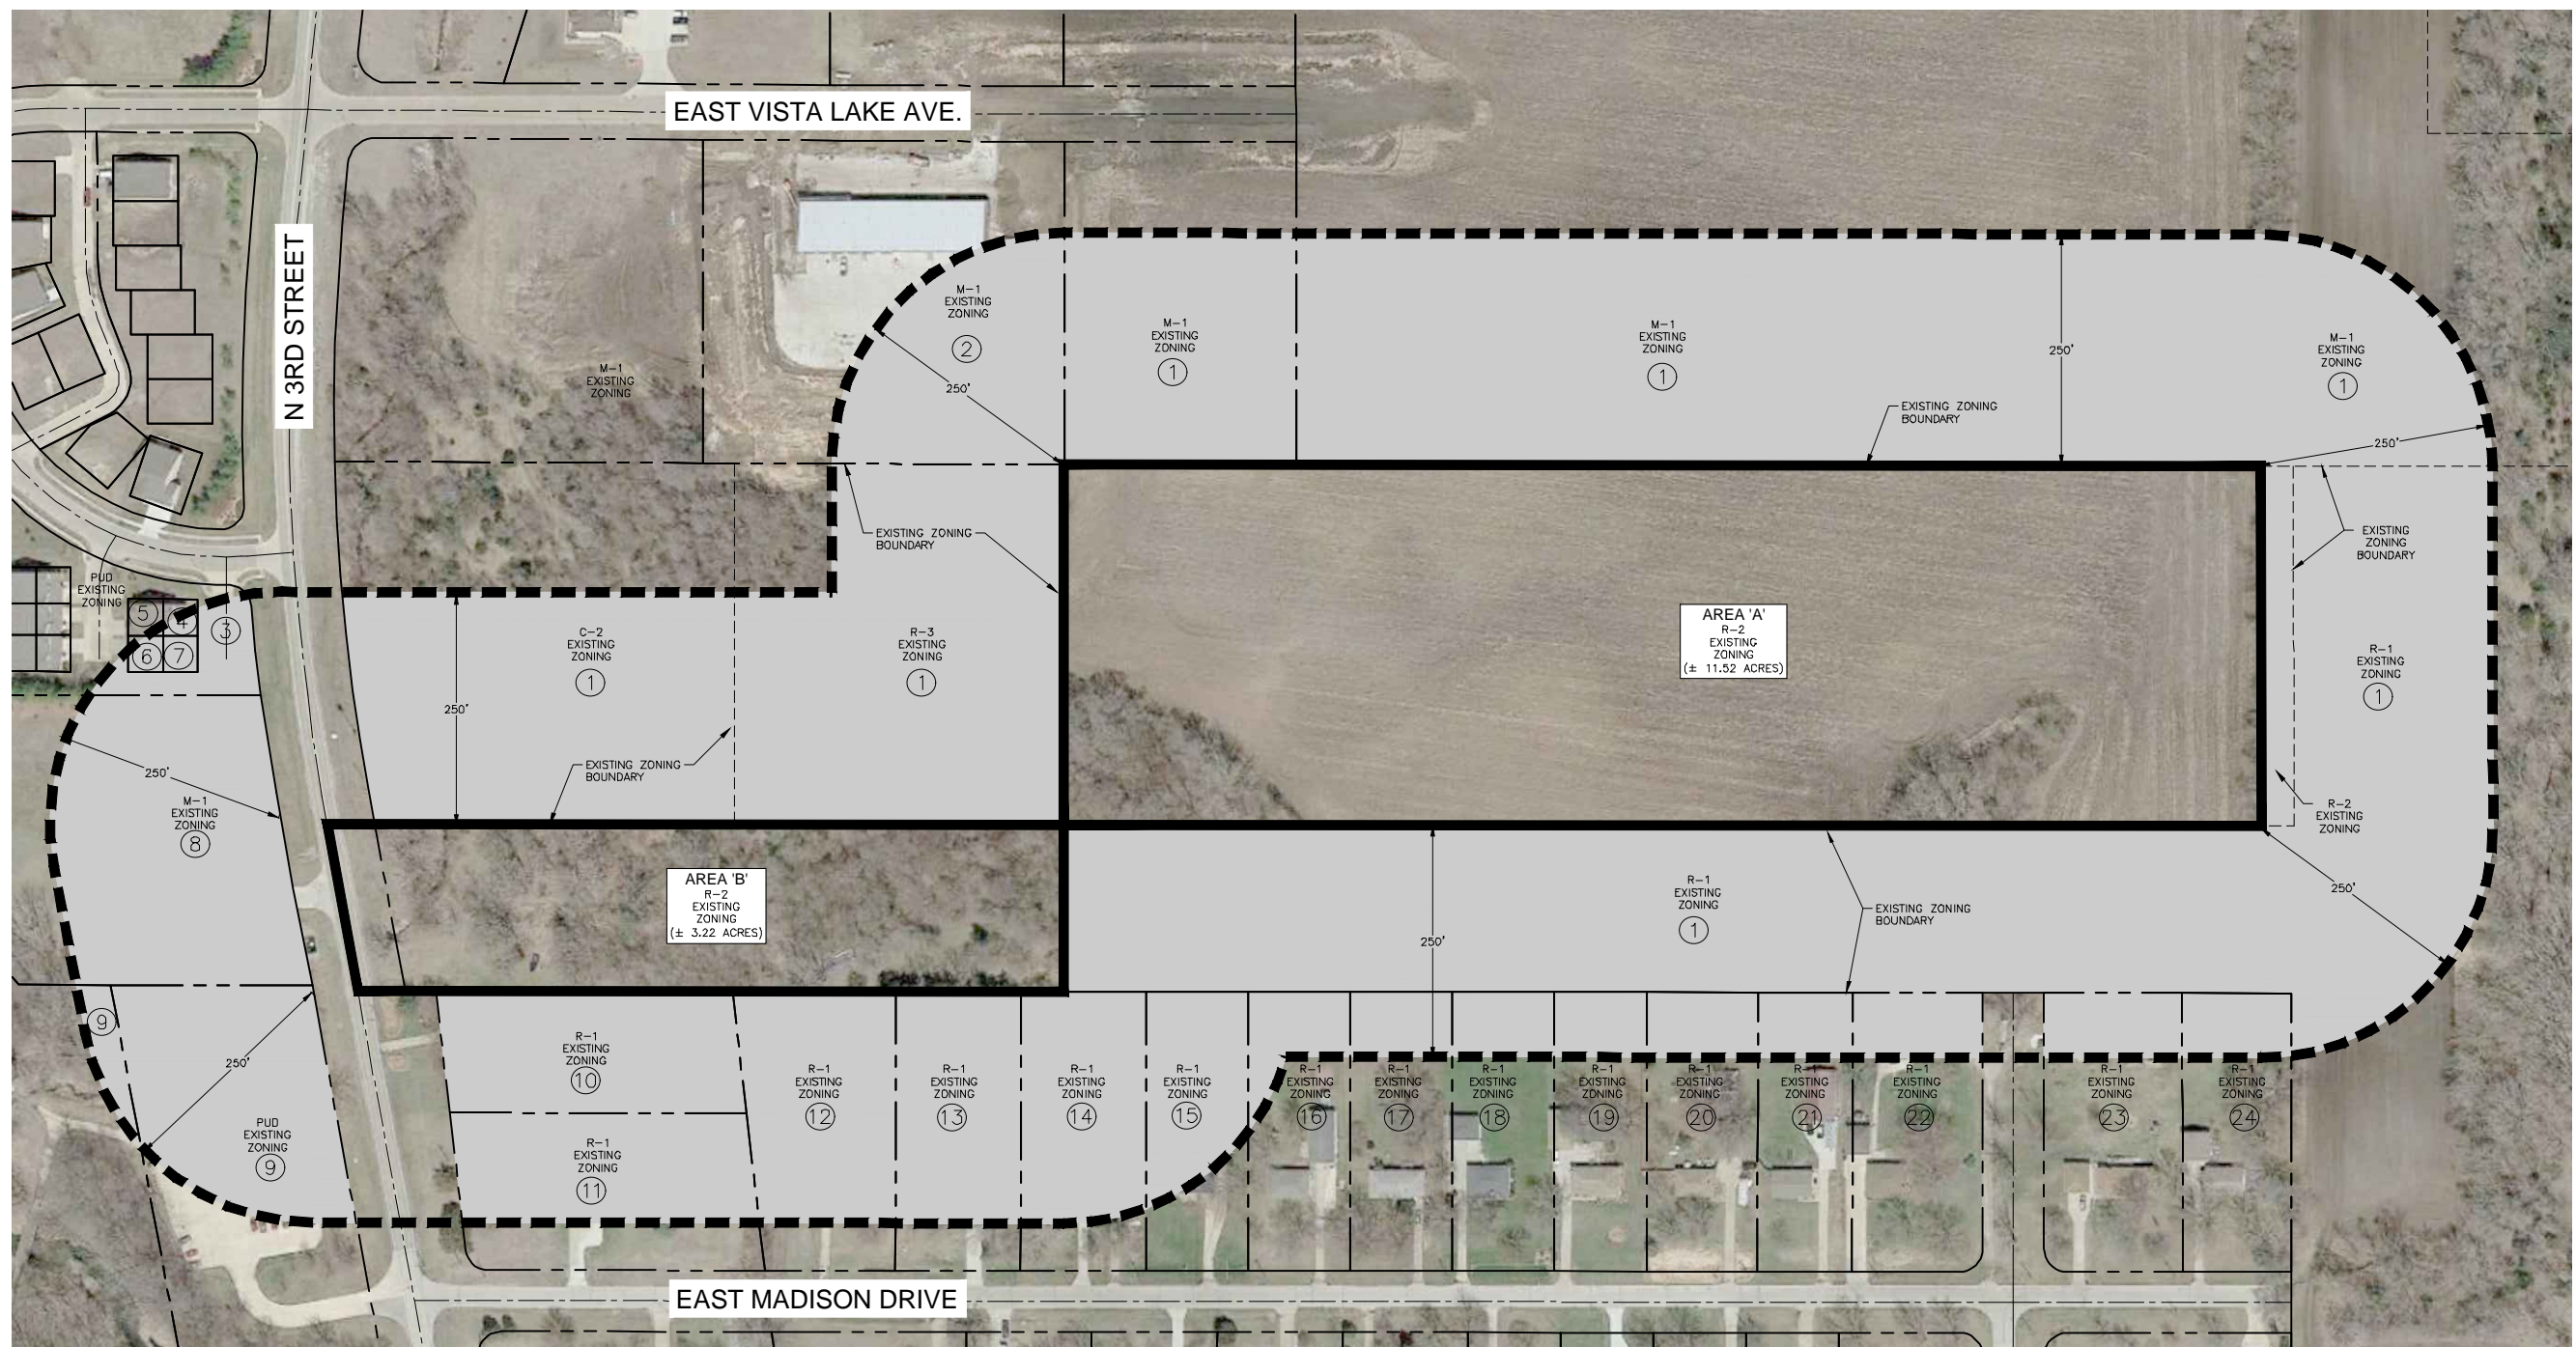 EAST VISTA LAKE AVE.
N 3RD STREET
M-1
EXISTING
ZONING
2
M-1
EXISTING
ZONING
1
M-1
EXISTING
ZONING
1
M-1
EXISTING
ZONING
1
M-1
EXISTING
ZONING
250'
250'
250'
EXISTING ZONING
BOUNDARY
EXISTING ZONING
BOUNDARY
EXISTING
ZONING
BOUNDARY
PUD
EXISTING
ZONING
5
4
3
6
7
C-2
EXISTING
ZONING
1
R-3
EXISTING
ZONING
1
AREA 'A'
R-2
EXISTING
ZONING
(± 11.52 ACRES)
R-1
EXISTING
ZONING
1
250'
250'
EXISTING ZONING
BOUNDARY
M-1
EXISTING
ZONING
8
R-2
EXISTING
ZONING
AREA 'B'
R-2
EXISTING
ZONING
(± 3.22 ACRES)
R-1
EXISTING
ZONING
1
EXISTING ZONING
BOUNDARY
250'
250'
9
250'
PUD
EXISTING
ZONING
9
R-1
EXISTING
ZONING
10
R-1
EXISTING
ZONING
11
R-1
EXISTING
ZONING
12
R-1
EXISTING
ZONING
13
R-1
EXISTING
ZONING
14
R-1
EXISTING
ZONING
15
R-1
EXISTING
ZONING
16
R-1
EXISTING
ZONING
17
R-1
EXISTING
ZONING
18
R-1
EXISTING
ZONING
19
R-1
EXISTING
ZONING
20
R-1
EXISTING
ZONING
21
R-1
EXISTING
ZONING
22
R-1
EXISTING
ZONING
23
R-1
EXISTING
ZONING
24
EAST MADISON DRIVE